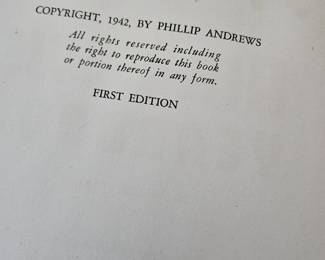 COPYRIGHT, 1942, BY PHILLIP ANDREWS
All rights reserved including
the right to reproduce this book
or portion thereof in any form.
FIRST EDITION